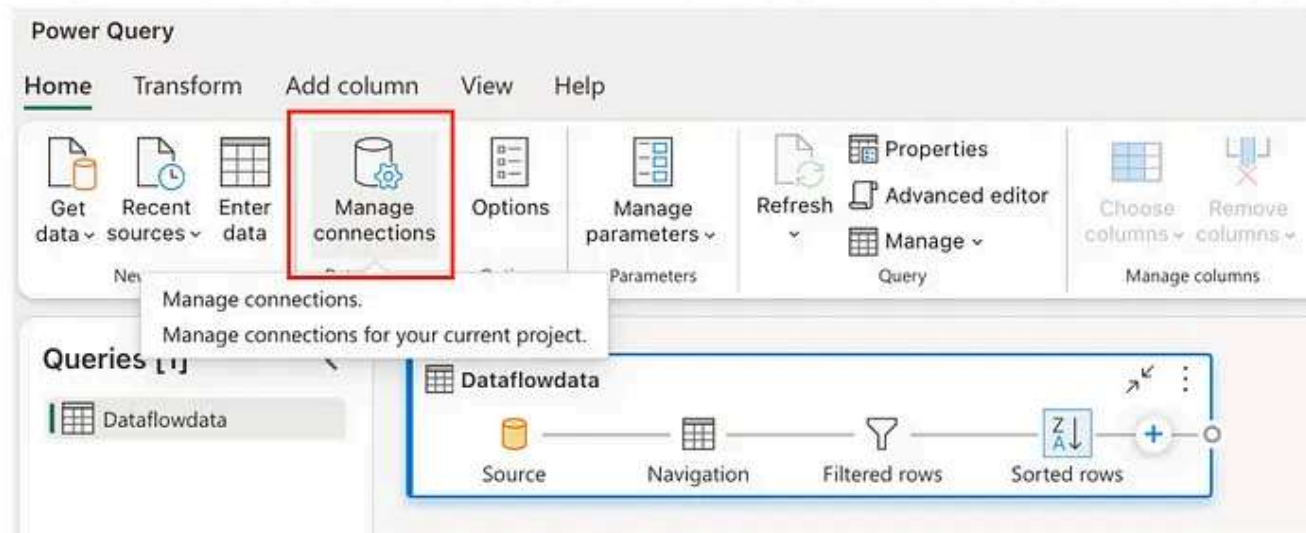 Power Query
Home Transform Add column View Help
Get data Recent sources Enter data
Manage connections
Options
Manage parameters
Refresh
Properties
Advanced editor
Manage
Choose columns Remove columns
Parameters
Query
Manage columns
Manage connections.
Manage connections for your current project.
Queries [1]
Dataflowdata
Dataflowdata
Source Navigation Filtered rows Sorted rows